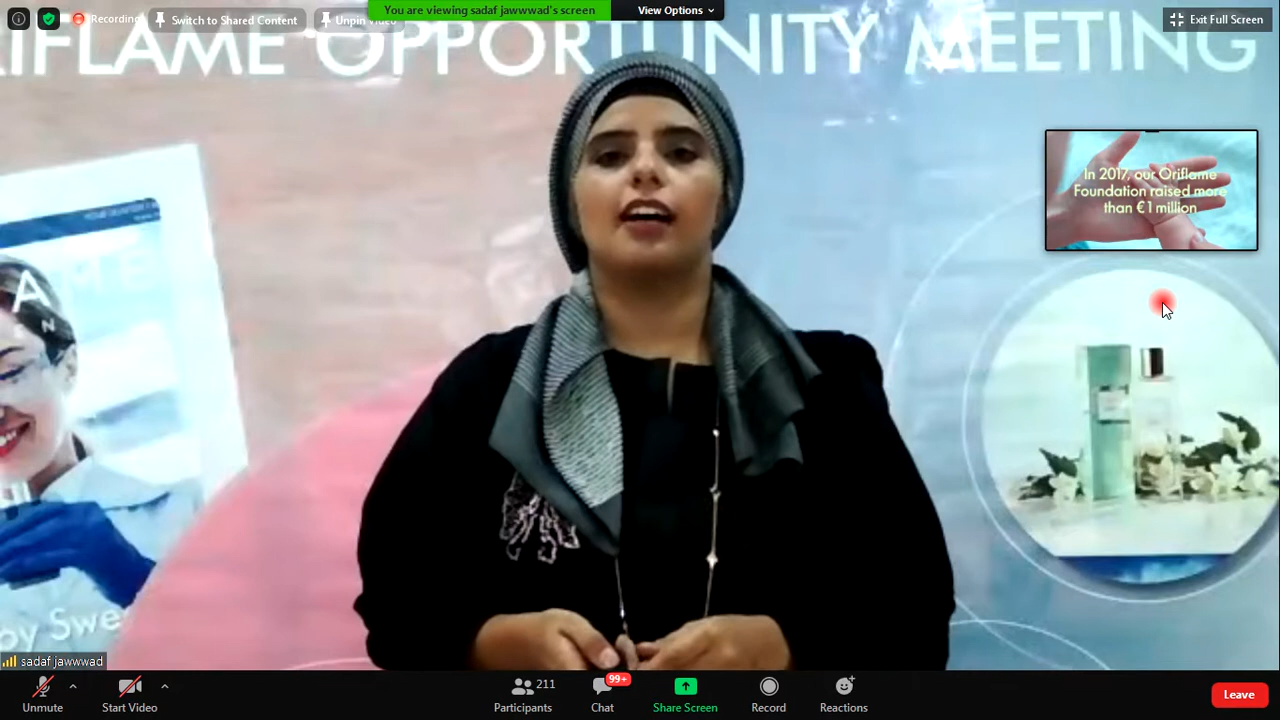 You are viewing sadaf jawwwad's screen
View Options
Recording
Switch to Shared Content
Unpin Video
Exit Full Screen
RIFLAME OPPORTUNITY MEETING
In 2017, our Oriflame
Foundation raised more
than €1 million
A
N
by Swe
sadaf jawwwad
Unmute
Start Video
211
Participants
99+
Chat
Share Screen
Record
Reactions
Leave